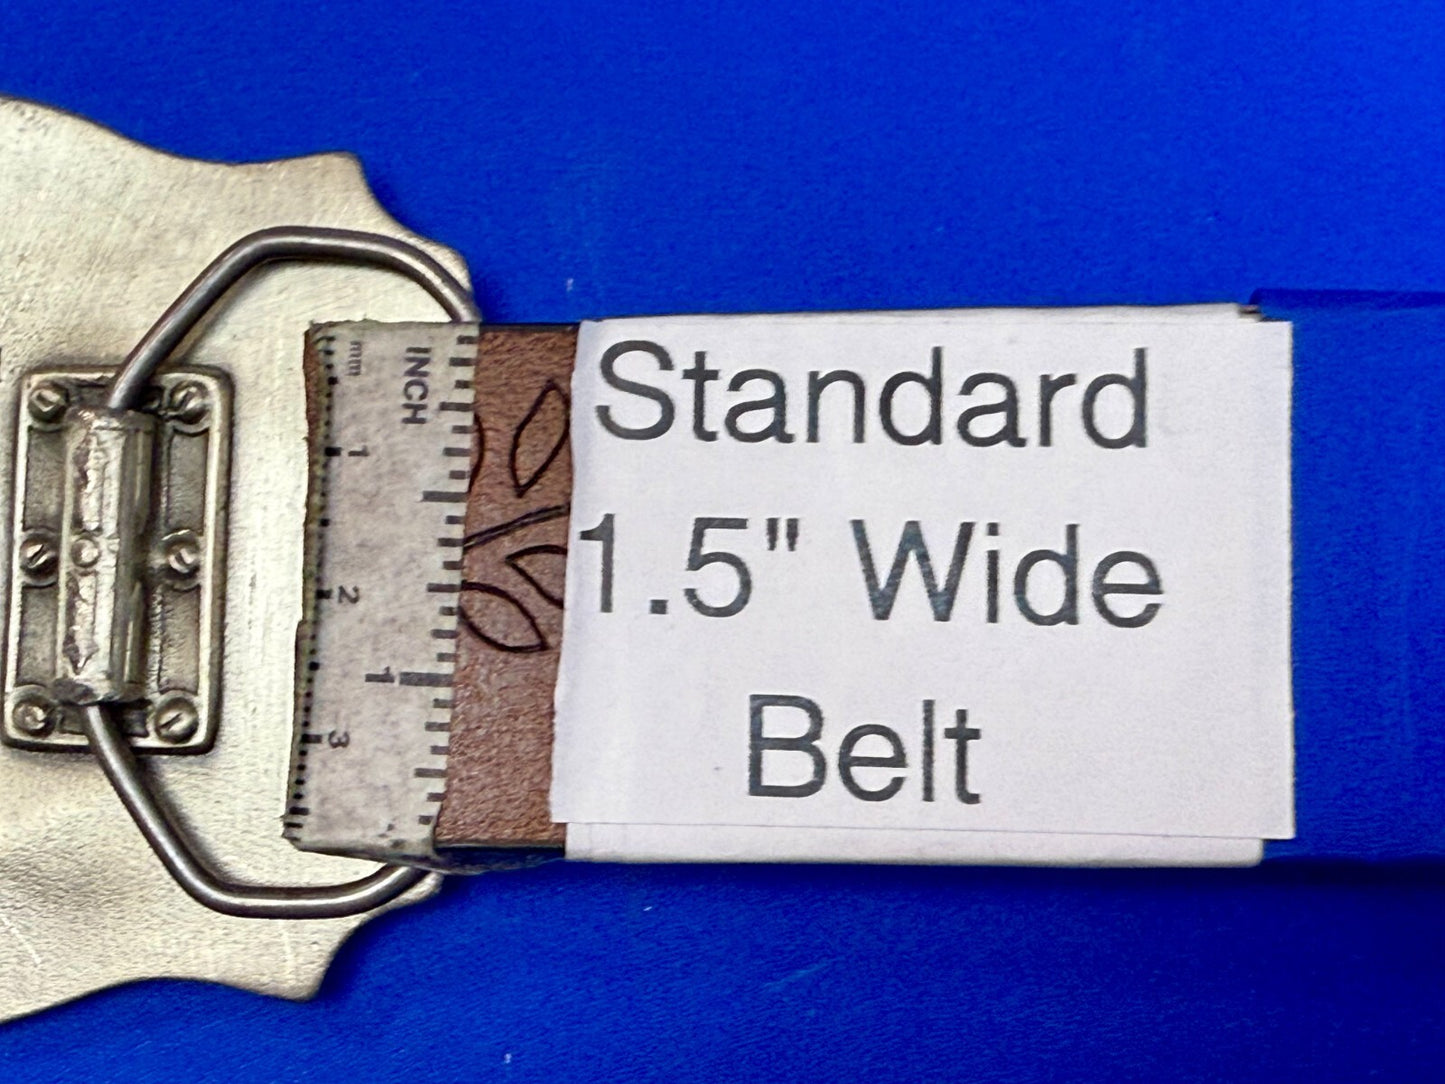 Standard
1.5" Wide
Belt
INCH
mm
1
2
3
1